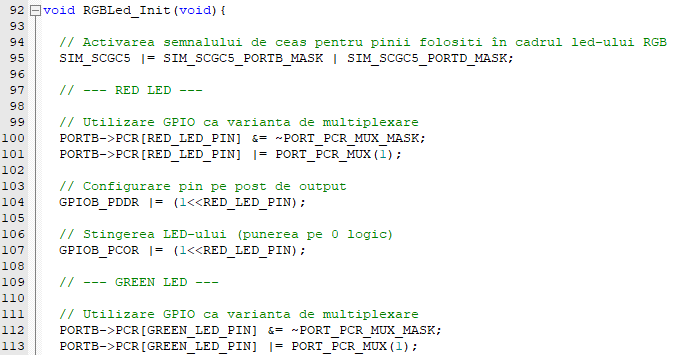 92 void RGBLed_Init(void){
93
94 // Activarea semnalului de ceas pentru pinii folositi în cadrul led-ului RGB
95 SIM_SCGC5 |= SIM_SCGC5_PORTB_MASK | SIM_SCGC5_PORTD_MASK;
96
97 // --- RED LED ---
98
99 // Utilizare GPIO ca varianta de multiplexare
100 PORTB->PCR[RED_LED_PIN] &= ~PORT_PCR_MUX_MASK;
101 PORTB->PCR[RED_LED_PIN] |= PORT_PCR_MUX(1);
102
103 // Configurare pin pe post de output
104 GPIOB_PDDR |= (1<<RED_LED_PIN);
105
106 // Stingerea LED-ului (punerea pe 0 logic)
107 GPIOB_PCOR |= (1<<RED_LED_PIN);
108
109 // --- GREEN LED ---
110
111 // Utilizare GPIO ca varianta de multiplexare
112 PORTB->PCR[GREEN_LED_PIN] &= ~PORT_PCR_MUX_MASK;
113 PORTB->PCR[GREEN_LED_PIN] |= PORT_PCR_MUX(1);